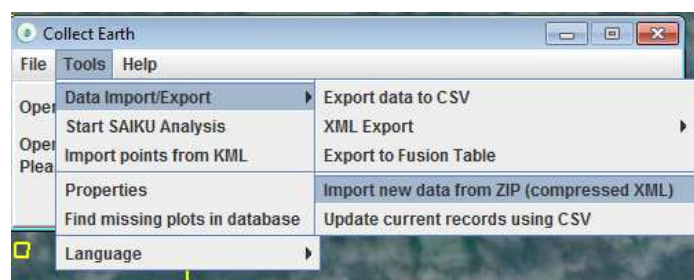 Collect Earth
File Tools Help
Oper
Oper
Plea
Data Import/Export
Start SAIKU Analysis
Import points from KML
Properties
Find missing plots in database
Language
Export data to CSV
XML Export
Export to Fusion Table
Import new data from ZIP (compressed XML)
Update current records using CSV